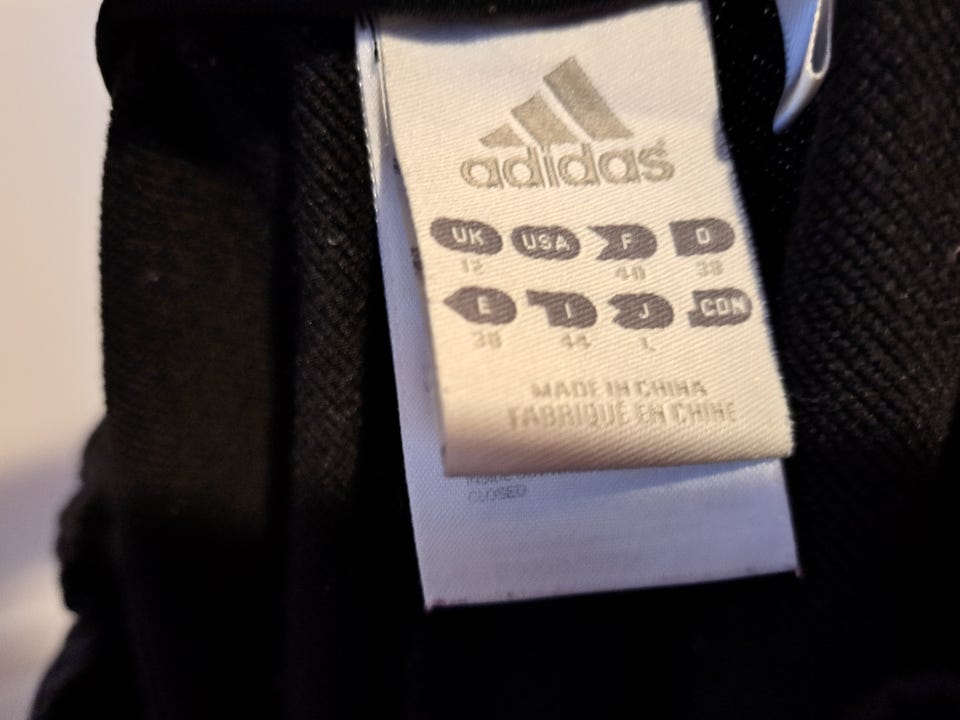 adidas
UK USA F D
12 40 38
E I J CDN
38 44 L
MADE IN CHINA
FABRIQUÉ EN CHINE
CLOSED